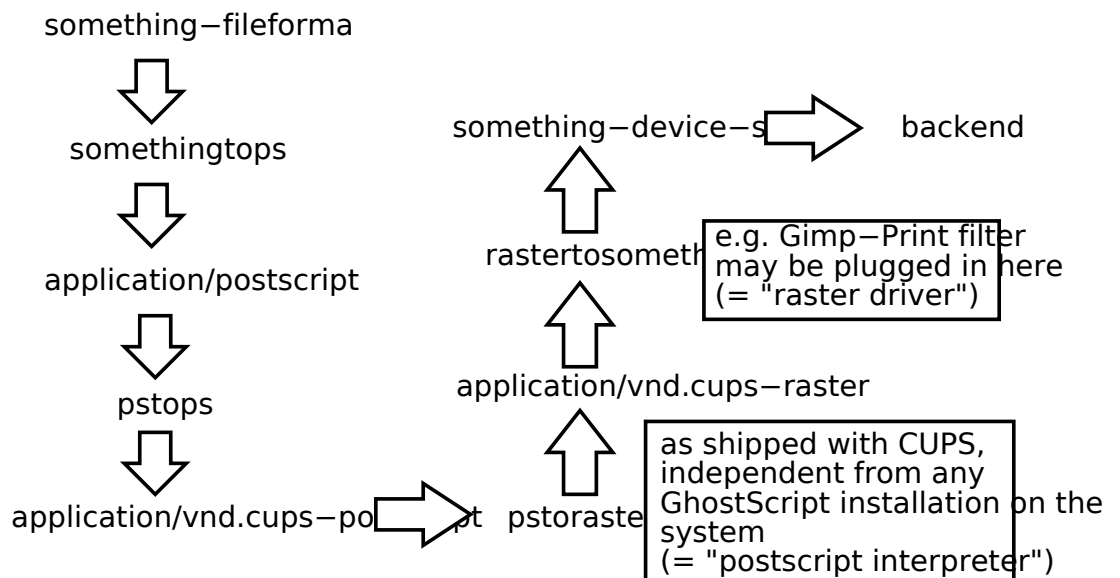 something−fileforma
somethingtops
application/postscript
pstops
application/vnd.cups−po pt
pstoraste
as shipped with CUPS,
independent from any
GhostScript installation on the
system
(= "postscript interpreter")
application/vnd.cups−raster
rastertosometh
e.g. Gimp−Print filter
may be plugged in here
(= "raster driver")
something−device−s
backend